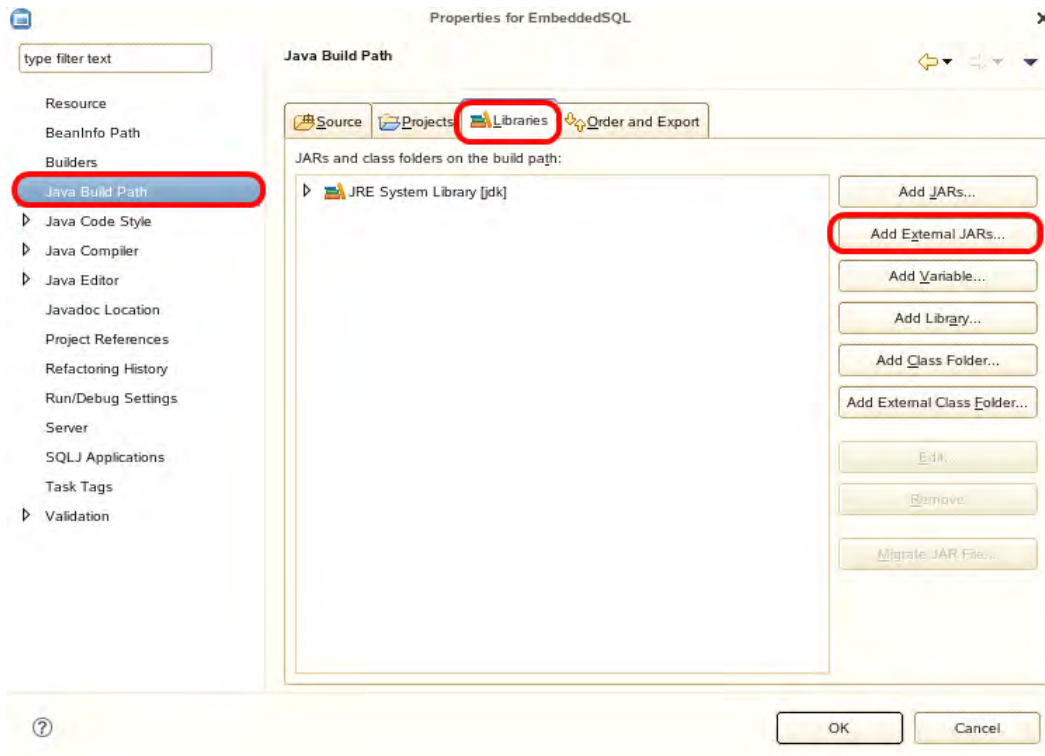 Properties for EmbeddedSQL
type filter text
Java Build Path
Resource
BeanInfo Path
Builders
Java Build Path
Java Code Style
Java Compiler
Java Editor
Javadoc Location
Project References
Refactoring History
Run/Debug Settings
Server
SQLJ Applications
Task Tags
Validation
Source Projects Libraries Order and Export
JARs and class folders on the build path:
JRE System Library [jdk]
Add JARs...
Add External JARs...
Add Variable...
Add Library...
Add Class Folder...
Add External Class Folder...
Edit...
Remove
Migrate JAR File...
OK Cancel